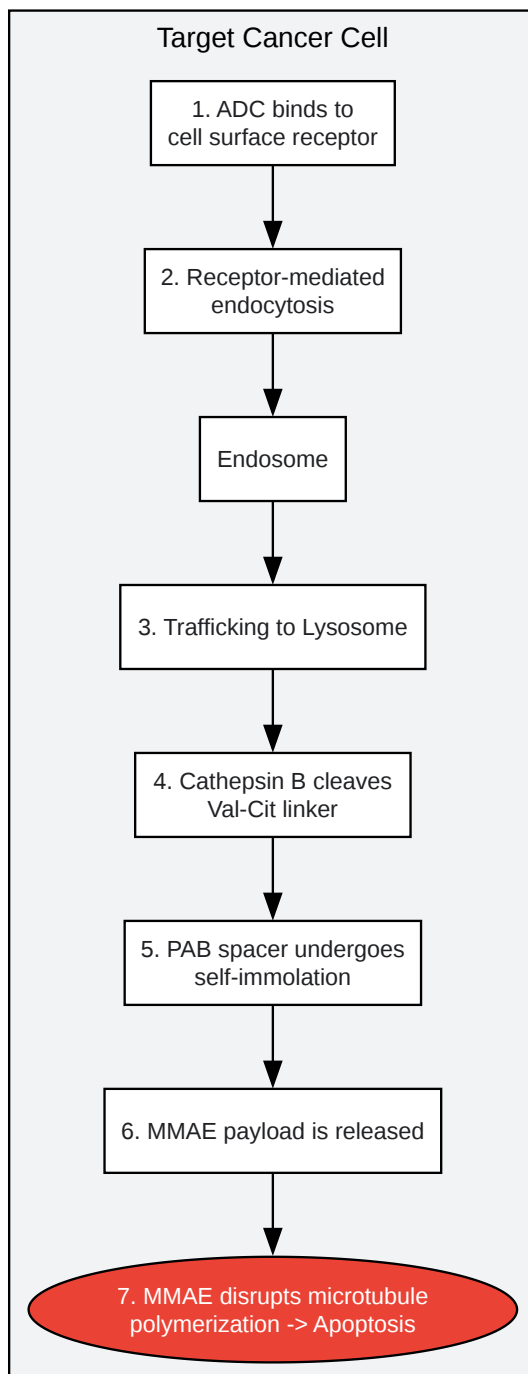 Target Cancer Cell
1. ADC binds to
cell surface receptor
2. Receptor-mediated
endocytosis
Endosome
3. Trafficking to Lysosome
4. Cathepsin B cleaves
Val-Cit linker
5. PAB spacer undergoes
self-immolation
6. MMAE payload is released
7. MMAE disrupts microtubule
polymerization -> Apoptosis